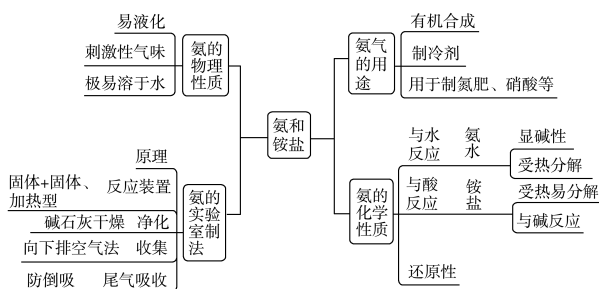 易液化
刺激性气味
极易溶于水
氨的
物理
性质
氨和
铵盐
氨气
的用
途
有机合成
制冷剂
用于制氮肥、硝酸等
原理
固体+固体、
加热型
反应装置
碱石灰干燥 净化
向下排空气法 收集
防倒吸 尾气吸收
氨的
实验
室制
法
氨的
化学
性质
与水
反应
氨
水
显碱性
受热分解
与酸
反应
铵
盐
受热易分解
与碱反应
还原性